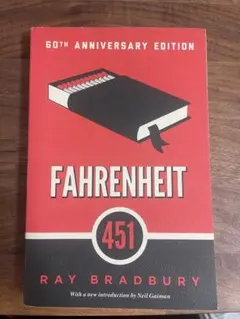 60TH ANNIVERSARY EDITION
FAHRENHEIT
451
RAY BRADBURY
With a new introduction by Neil Gaiman